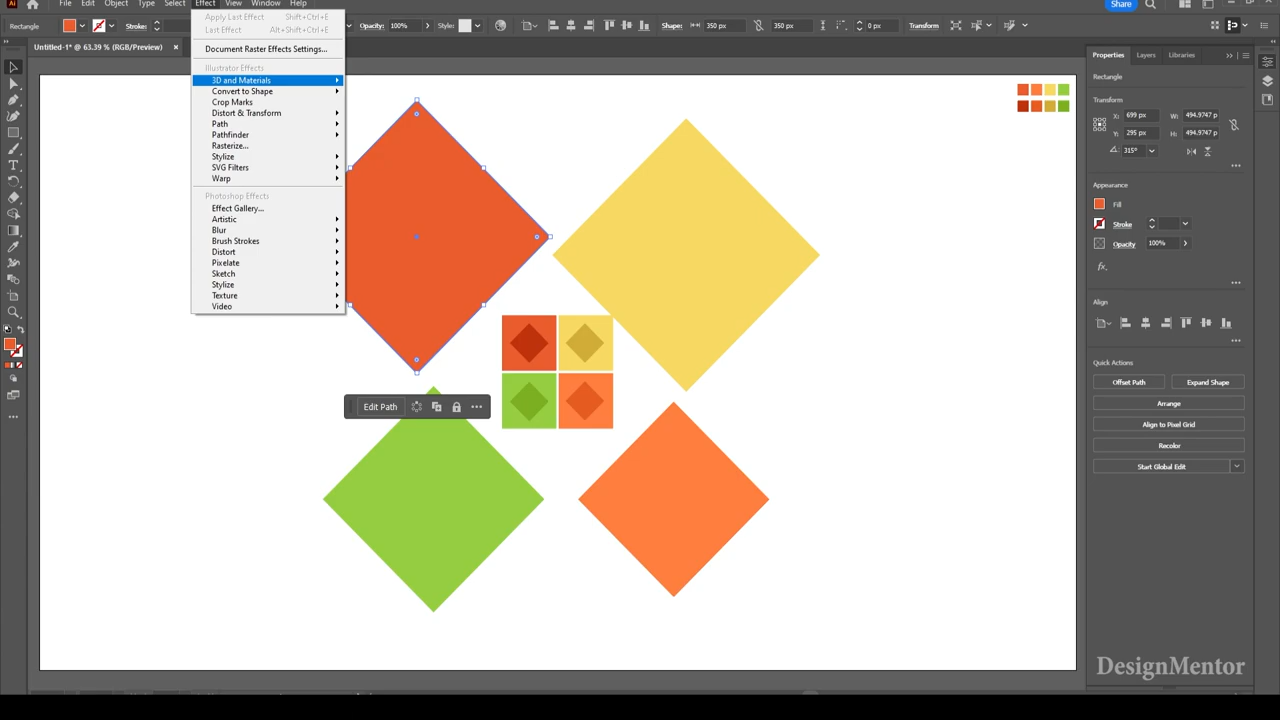 Ai File Edit Object Type Select Effect View Window Help Share
Rectangle Stroke: Opacity: 100% Style: Shape: 350 px 350 px 0 px Transform
Untitled-1* @ 63.39 % (RGB/Preview) ×
Apply Last Effect Shift+Ctrl+E
Last Effect Alt+Shift+Ctrl+E
Document Raster Effects Settings...
Illustrator Effects
3D and Materials
Convert to Shape
Crop Marks
Distort & Transform
Path
Pathfinder
Rasterize...
Stylize
SVG Filters
Warp
Photoshop Effects
Effect Gallery...
Artistic
Blur
Brush Strokes
Distort
Pixelate
Sketch
Stylize
Texture
Video
Edit Path
Properties Layers Libraries
Rectangle
Transform
X: 699 px W: 494.9747 p
Y: 295 px H: 494.9747 p
315°
Appearance
Fill
Stroke
Opacity 100%
fx.
Align
Quick Actions
Offset Path Expand Shape
Arrange
Align to Pixel Grid
Recolor
Start Global Edit
DesignMentor